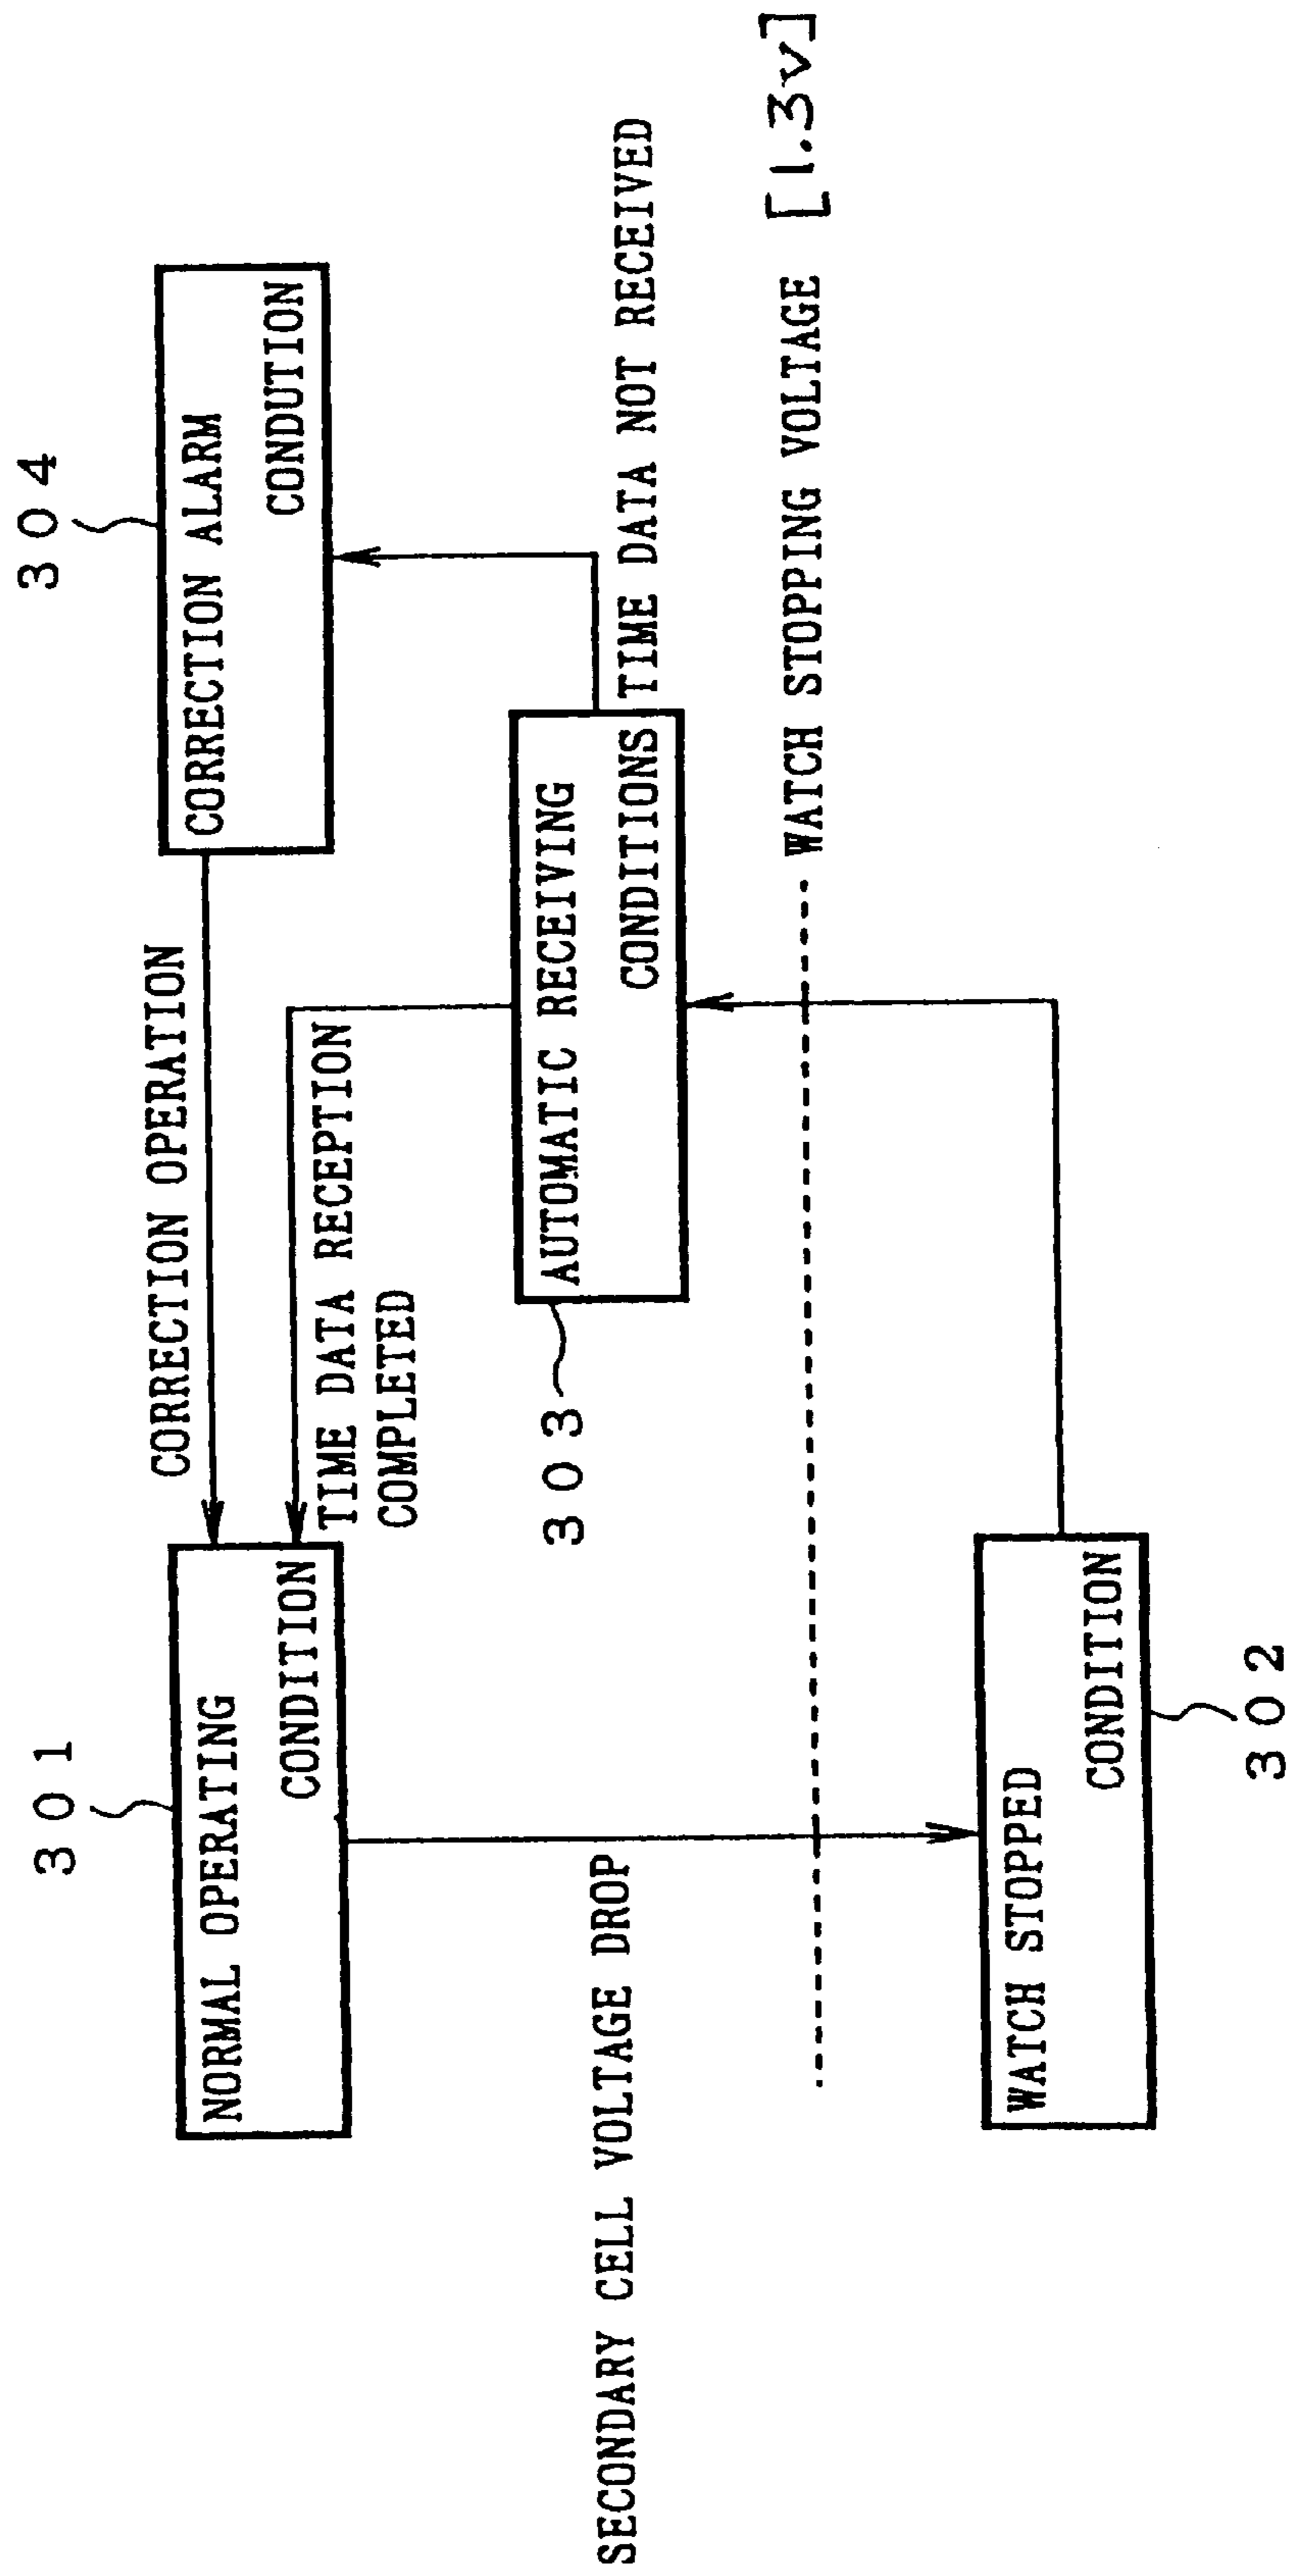 301
304
NORMAL OPERATING
CONDITION
CORRECTION OPERATION
CORRECTION ALARM
CONDUTION
TIME DATA RECEPTION
COMPLETED
303
AUTOMATIC RECEIVING
CONDITIONS
TIME DATA NOT RECEIVED
SECONDARY CELL VOLTAGE DROP
WATCH STOPPING VOLTAGE [1.3V]
WATCH STOPPED
CONDITION
302